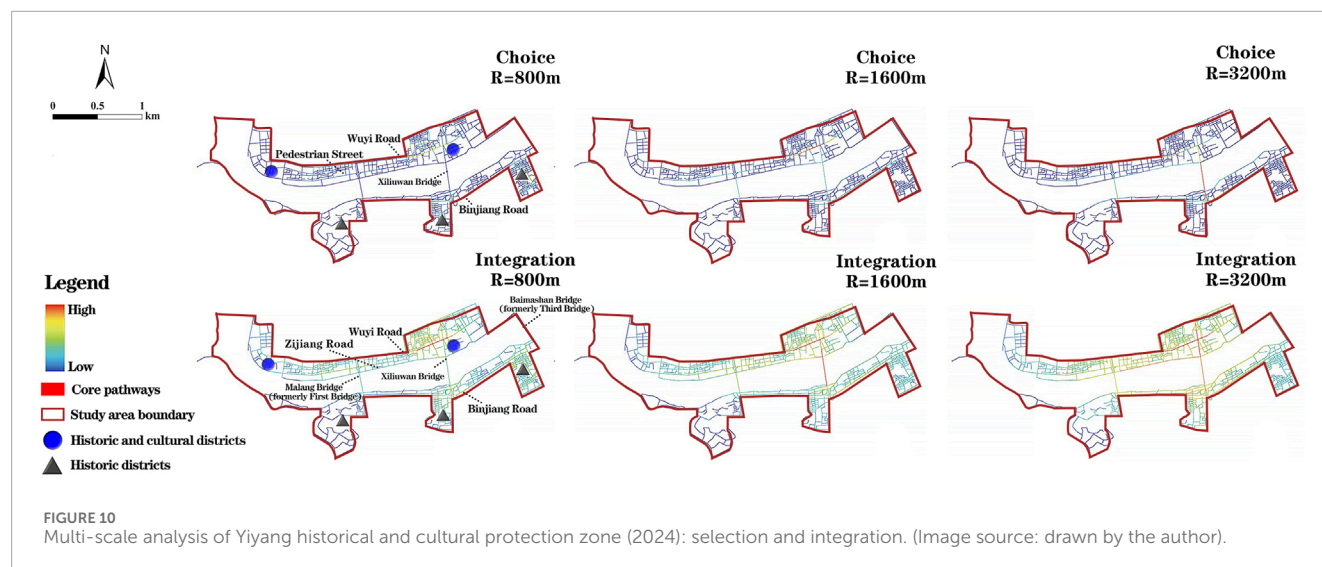 N
0 0.5 1
km
Choice
R=800m
Choice
R=1600m
Choice
R=3200m
Wuyi Road
Pedestrian Street
Xiliuwan Bridge
Binjiang Road
Integration
R=800m
Integration
R=1600m
Integration
R=3200m
Baimashan Bridge
(formerly Third Bridge)
Wuyi Road
Zijiang Road
Xiliuwan Bridge
Malang Bridge
(formerly First Bridge)
Binjiang Road
Legend
High
Low
Core pathways
Study area boundary
Historic and cultural districts
Historic districts
FIGURE 10
Multi-scale analysis of Yiyang historical and cultural protection zone (2024): selection and integration. (Image source: drawn by the author).